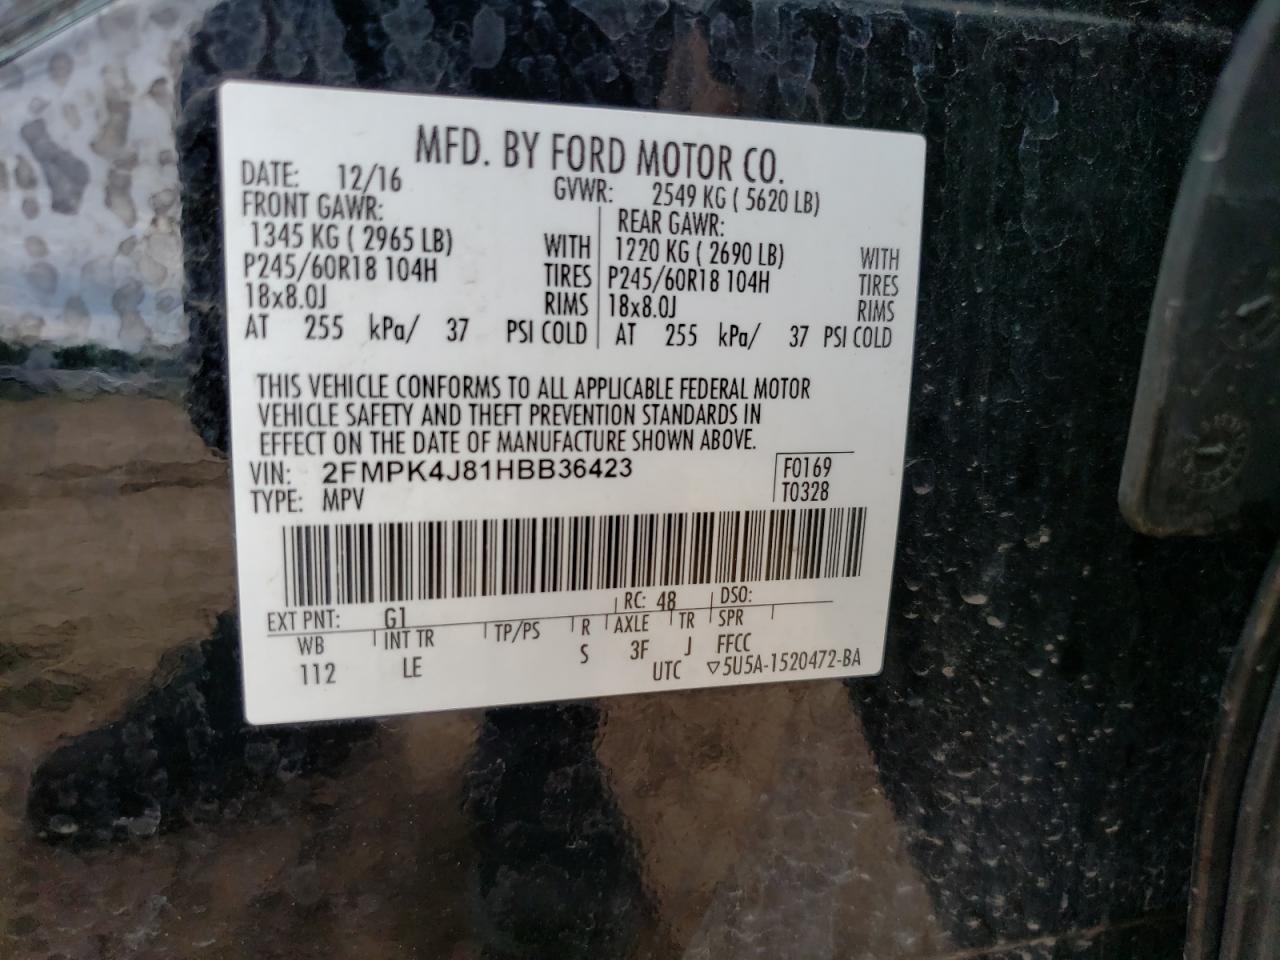 MFD. BY FORD MOTOR CO.
DATE: 12/16 GVWR: 2549 KG ( 5620 LB)
FRONT GAWR: REAR GAWR:
1345 KG ( 2965 LB) WITH 1220 KG ( 2690 LB) WITH
P245/60R18 104H TIRES P245/60R18 104H TIRES
18x8.0J RIMS 18x8.0J RIMS
AT 255 kPa/ 37 PSI COLD AT 255 kPa/ 37 PSI COLD
THIS VEHICLE CONFORMS TO ALL APPLICABLE FEDERAL MOTOR
VEHICLE SAFETY AND THEFT PREVENTION STANDARDS IN
EFFECT ON THE DATE OF MANUFACTURE SHOWN ABOVE.
VIN: 2FMPK4J81HBB36423 F0169
TYPE: MPV T0328
EXT PNT: G1 RC: 48 DSO:
WB INT TR TP/PS R AXLE TR SPR
112 LE S 3F J FFCC
UTC ▽5U5A-1520472-BA